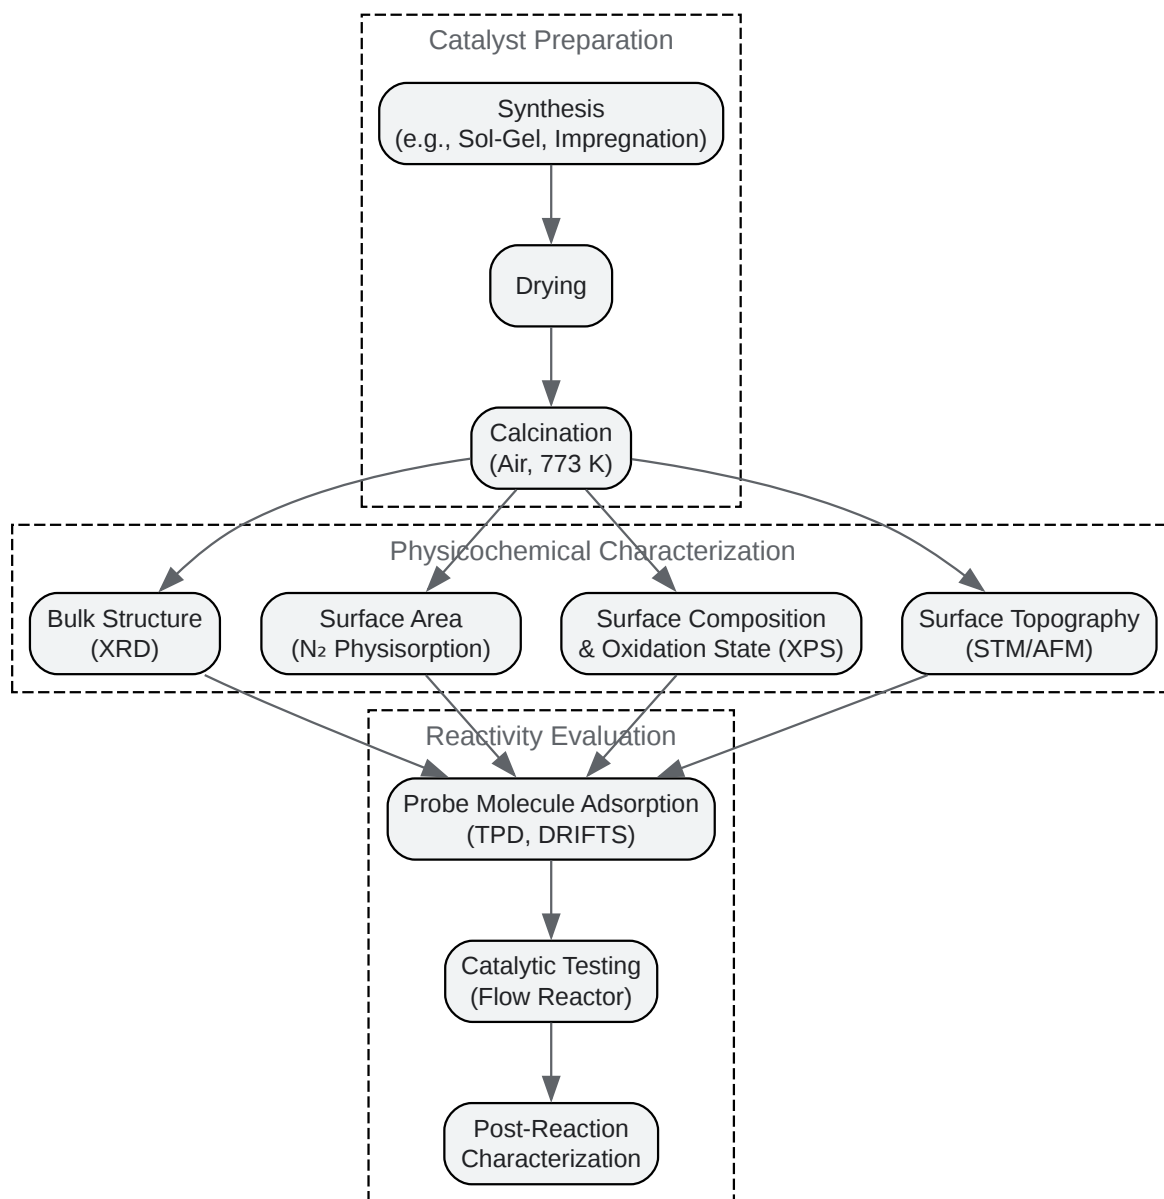 Catalyst Preparation
Synthesis
(e.g., Sol-Gel, Impregnation)
Drying
Calcination
(Air, 773 K)
Physicochemical Characterization
Bulk Structure
(XRD)
Surface Area
(N₂ Physisorption)
Surface Composition
& Oxidation State (XPS)
Surface Topography
(STM/AFM)
Reactivity Evaluation
Probe Molecule Adsorption
(TPD, DRIFTS)
Catalytic Testing
(Flow Reactor)
Post-Reaction
Characterization